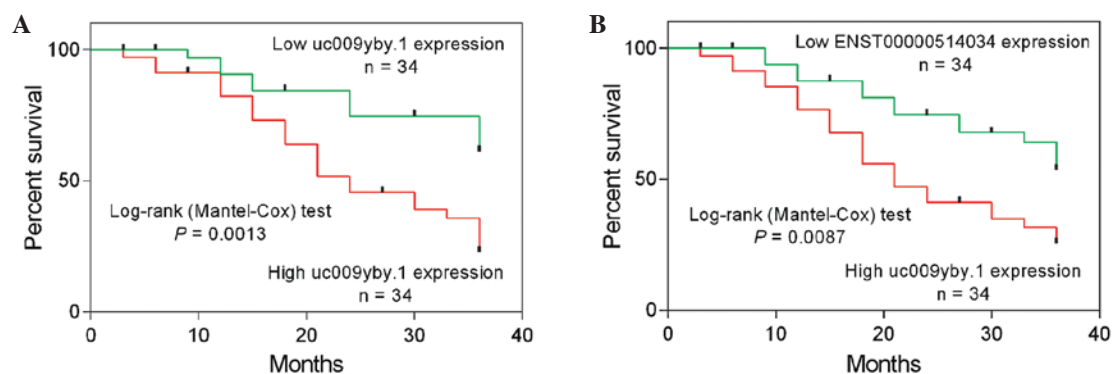 A
Percent survival
100
50
0
0
10
20
30
40
Months
Low uc009yby.1 expression
n = 34
Log-rank (Mantel-Cox) test
P = 0.0013
High uc009yby.1 expression
n = 34
B
Percent survival
100
50
0
0
10
20
30
40
Months
Low ENST00000514034 expression
n = 34
Log-rank (Mantel-Cox) test
P = 0.0087
High uc009yby.1 expression
n = 34